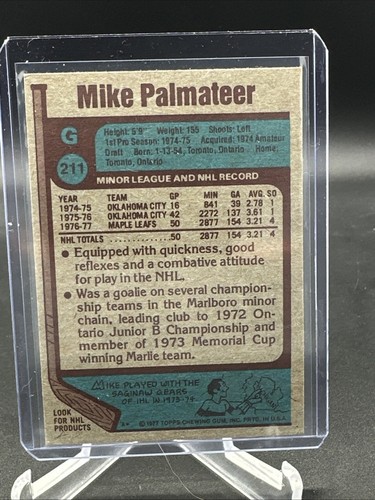 Mike Palmateer
G
211
Height: 5'9 Weight: 155 Shoots: Left
1st Pro Season: 1974-75 Acquired: 1974 Amateur
Draft Born: 1-13-54, Toronto, Ontario Home:
Toronto, Ontario
MINOR LEAGUE AND NHL RECORD
YEAR TEAM GP MIN GA AVG. SO
1974-75 OKLAHOMA CITY 16 841 39 2.78 1
1975-76 OKLAHOMA CITY 42 2272 137 3.61 1
1976-77 MAPLE LEAFS 50 2877 154 3.21 4
NHL TOTALS 50 2877 154 3.21 4
• Equipped with quickness, good
reflexes and a combative attitude
for play in the NHL.
• Was a goalie on several champion-
ship teams in the Marlboro minor
chain, leading club to 1972 On-
tario Junior B Championship and
member of 1973 Memorial Cup
winning Marlie team.
MIKE PLAYED WITH THE
SAGINAW GEARS
OF IHL IN 1973-74.
LOOK
FOR NHL
PRODUCTS
© 1977 TOPPS CHEWING GUM, INC. PRTD. IN U.S.A.